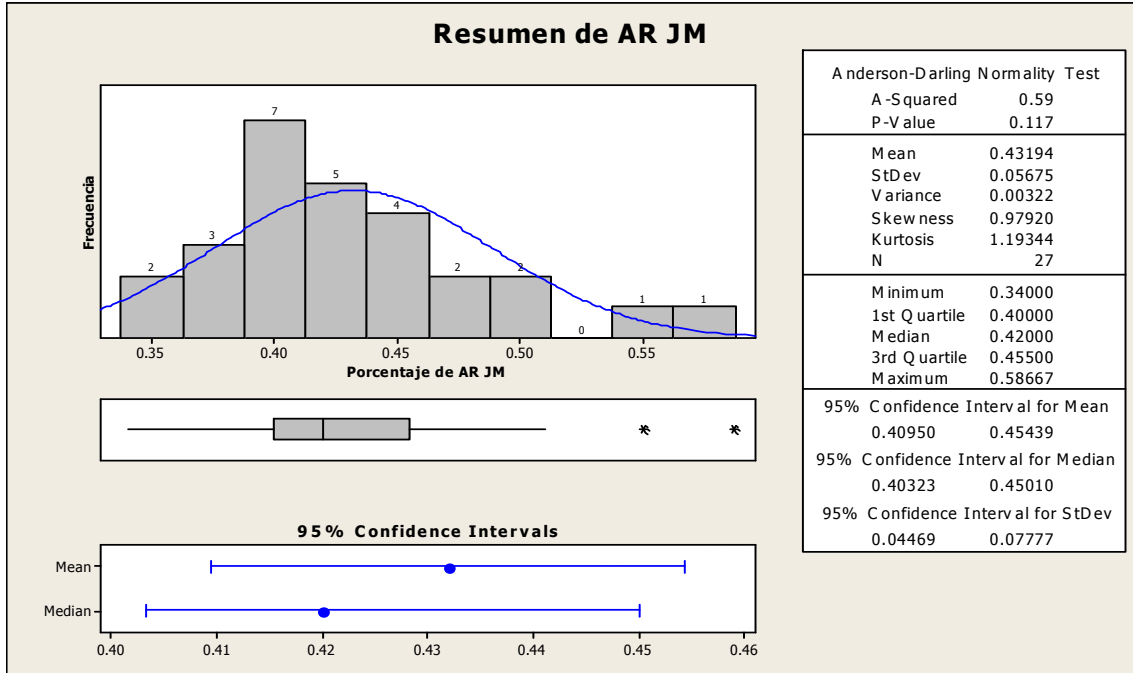 Resumen de AR JM
Frecuencia
2
3
7
5
4
2
2
0
1
1
0.35 0.40 0.45 0.50 0.55
Porcentaje de AR JM
95% Confidence Intervals
Mean
Median
0.40 0.41 0.42 0.43 0.44 0.45 0.46
Anderson-Darling Normality Test
A-Squared 0.59
P-Value 0.117
Mean 0.43194
StDev 0.05675
Variance 0.00322
Skewness 0.97920
Kurtosis 1.19344
N 27
Minimum 0.34000
1st Quartile 0.40000
Median 0.42000
3rd Quartile 0.45500
Maximum 0.58667
95% Confidence Interval for Mean
0.40950 0.45439
95% Confidence Interval for Median
0.40323 0.45010
95% Confidence Interval for StDev
0.04469 0.07777